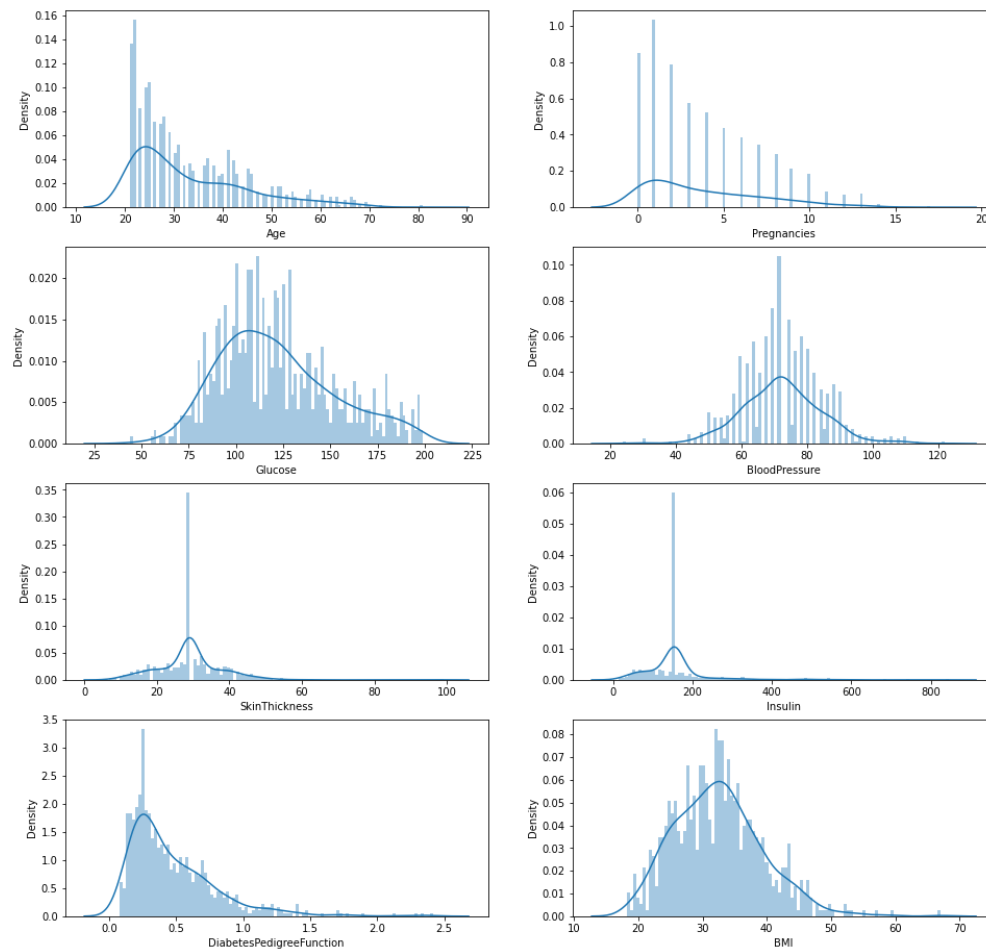 0.16
0.14
0.12
0.10
0.08
0.06
0.04
0.02
0.00
Density
10 20 30 40 50 60 70 80 90
Age
1.0
0.8
0.6
0.4
0.2
0.0
Density
0 5 10 15 20
Pregnancies
0.020
0.015
0.010
0.005
0.000
Density
25 50 75 100 125 150 175 200 225
Glucose
0.10
0.08
0.06
0.04
0.02
0.00
Density
20 40 60 80 100 120
BloodPressure
0.35
0.30
0.25
0.20
0.15
0.10
0.05
0.00
Density
0 20 40 60 80 100
SkinThickness
0.06
0.05
0.04
0.03
0.02
0.01
0.00
Density
0 200 400 600 800
Insulin
3.5
3.0
2.5
2.0
1.5
1.0
0.5
0.0
Density
0.0 0.5 1.0 1.5 2.0 2.5
DiabetesPedigreeFunction
0.08
0.07
0.06
0.05
0.04
0.03
0.02
0.01
0.00
Density
10 20 30 40 50 60 70
BMI